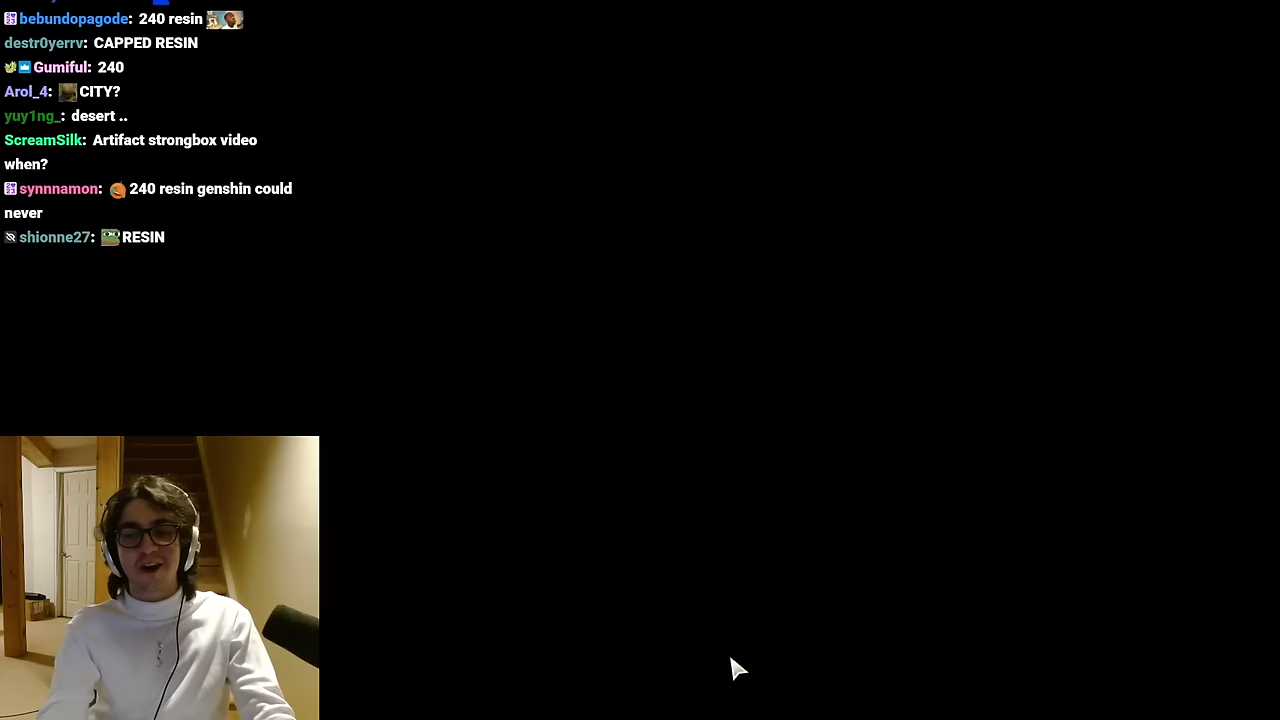 bebundopagode: 240 resin
destr0yerrv: CAPPED RESIN
Gumiful: 240
Arol_4: CITY?
yuy1ng_: desert ..
ScreamSilk: Artifact strongbox video
when?
synnnamon: 240 resin genshin could
never
shionne27: RESIN